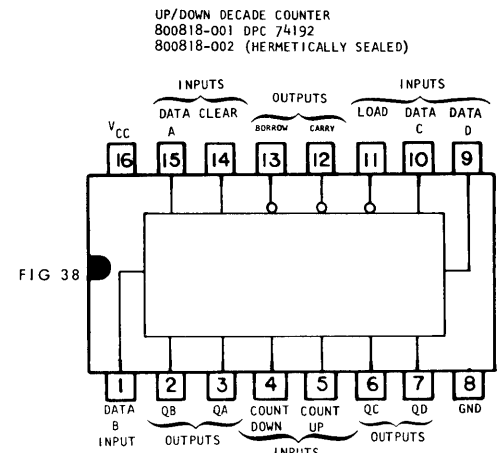 UP/DOWN DECADE COUNTER
800818-001 DPC 74192
800818-002 (HERMETICALLY SEALED)
INPUTS
OUTPUTS
INPUTS
DATA CLEAR
LOAD DATA DATA
VCC
A
BORROW CARRY
C D
16 15 14 13 12 11 10 9
FIG 38
1 2 3 4 5 6 7 8
DATA QB QA COUNT COUNT QC QD GND
B
DOWN UP
INPUT
OUTPUTS
OUTPUTS
INPUTS